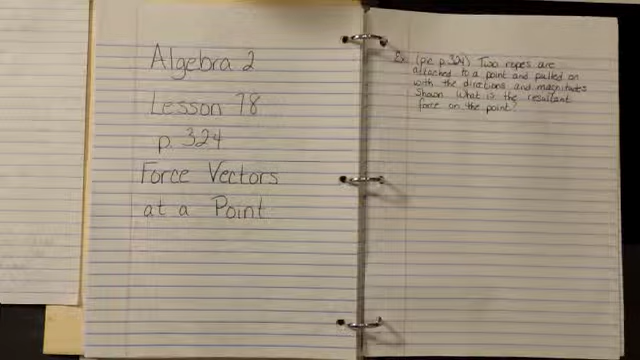 Algebra 2
Lesson 78
p. 324
Force Vectors
at a Point
Ex. (pic p.324) Two ropes are
attached to a point and pulled on
with the directions and magnitudes
shown. What is the resultant
force on the point?